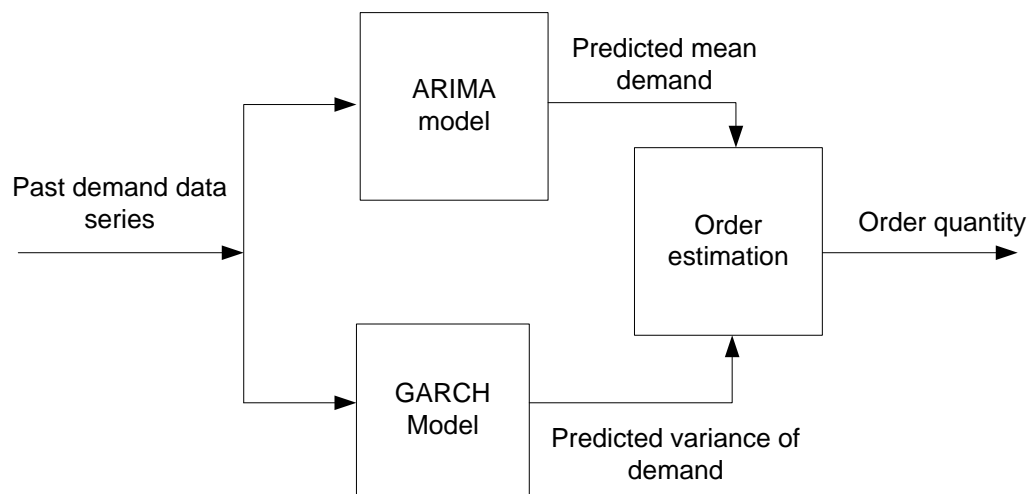 Past demand data
series
ARIMA
model
Predicted mean
demand
GARCH
Model
Predicted variance of
demand
Order
estimation
Order quantity